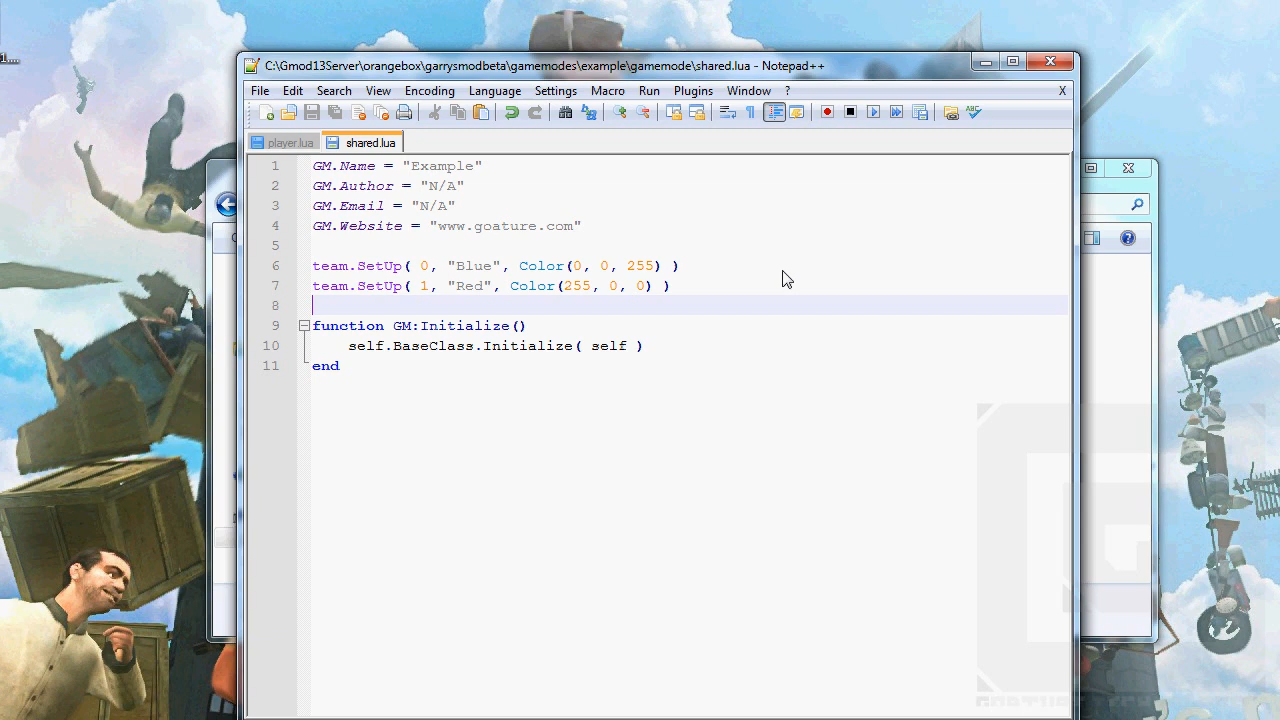 1....
C:\Gmod13Server\orangebox\garrysmodbeta\gamemodes\example\gamemode\shared.lua - Notepad++
File Edit Search View Encoding Language Settings Macro Run Plugins Window ? X
player.lua shared.lua
1 GM.Name = "Example"
2 GM.Author = "N/A"
3 GM.Email = "N/A"
4 GM.Website = "www.goature.com"
5
6 team.SetUp( 0, "Blue", Color(0, 0, 255) )
7 team.SetUp( 1, "Red", Color(255, 0, 0) )
8
9 function GM:Initialize()
10 self.BaseClass.Initialize( self )
11 end